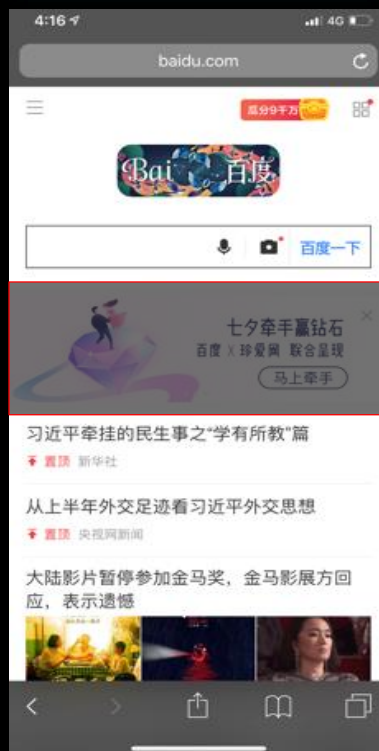 4:16
4G
baidu.com
瓜分9千万
Bai 百度
百度一下
七夕牵手赢钻石
百度 X 珍爱网 联合呈现
马上牵手
习近平牵挂的民生事之“学有所教”篇
置顶 新华社
从上半年外交足迹看习近平外交思想
置顶 央视网新闻
大陆影片暂停参加金马奖，金马影展方回
应，表示遗憾